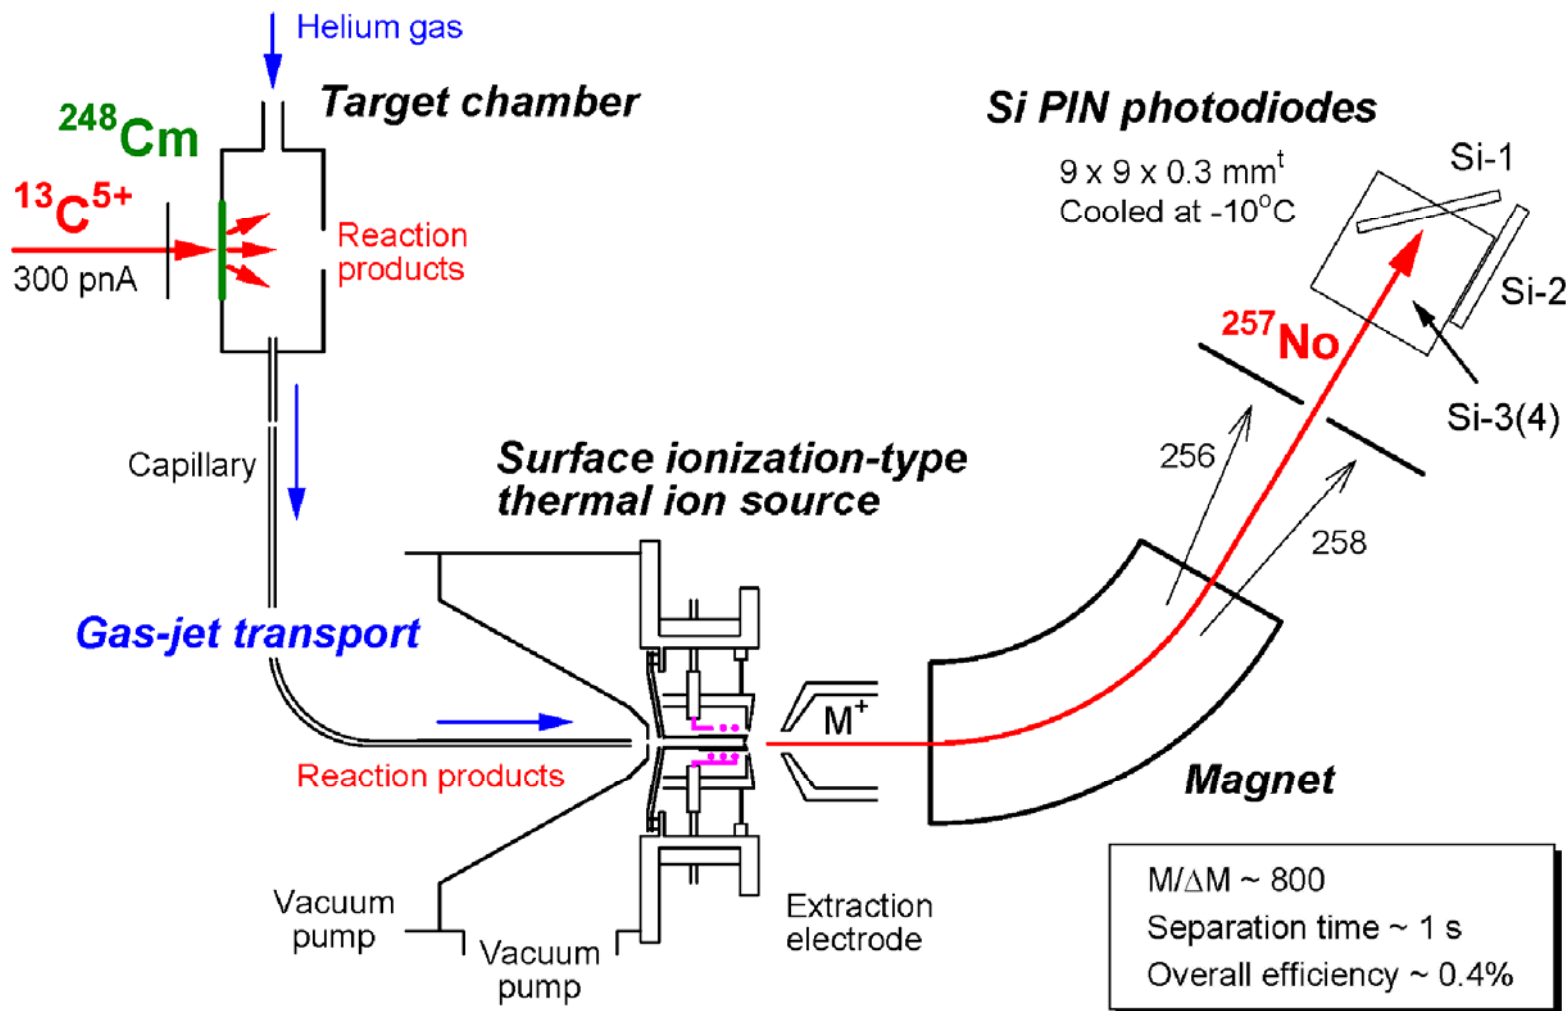 Helium gas
Target chamber
²⁴⁸Cm
¹³C⁵⁺
300 pnA
Reaction
products
Capillary
Gas-jet transport
Reaction products
Vacuum
pump
Vacuum
pump
Surface ionization-type
thermal ion source
M⁺
Extraction
electrode
Magnet
Si PIN photodiodes
9 x 9 x 0.3 mmᵗ
Cooled at -10°C
Si-1
Si-2
Si-3(4)
²⁵⁷No
256
258
M/ΔM ~ 800
Separation time ~ 1 s
Overall efficiency ~ 0.4%